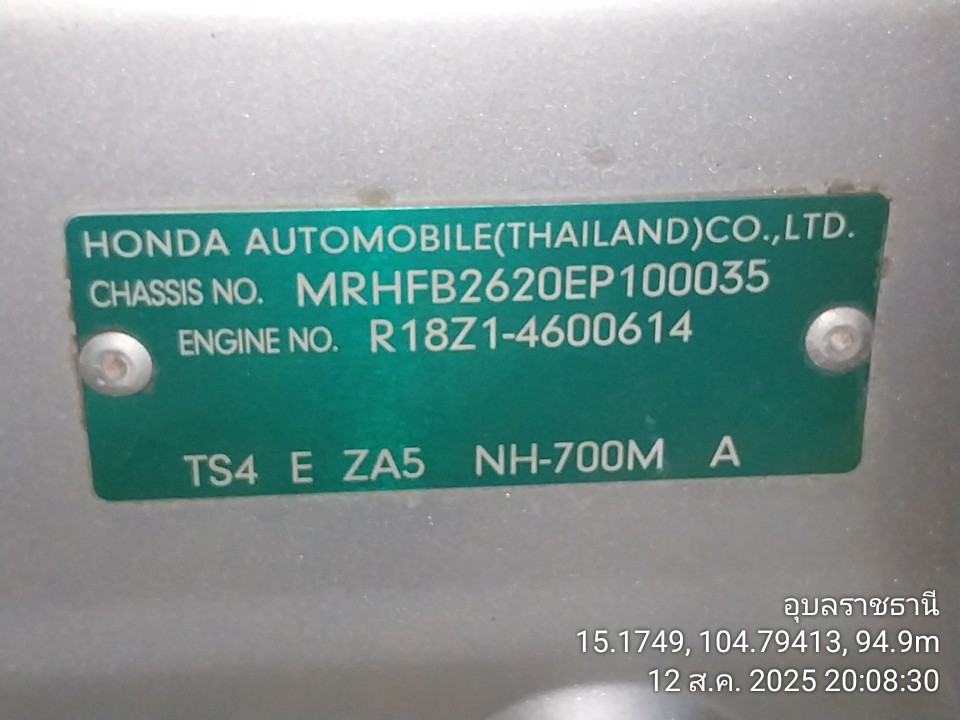 HONDA AUTOMOBILE(THAILAND)CO.,LTD.
CHASSIS NO. MRHFB2620EP100035
ENGINE NO. R18Z1-4600614
TS4 E ZA5 NH-700M A
อุบลราชธานี
15.1749, 104.79413, 94.9m
12 ส.ค. 2025 20:08:30